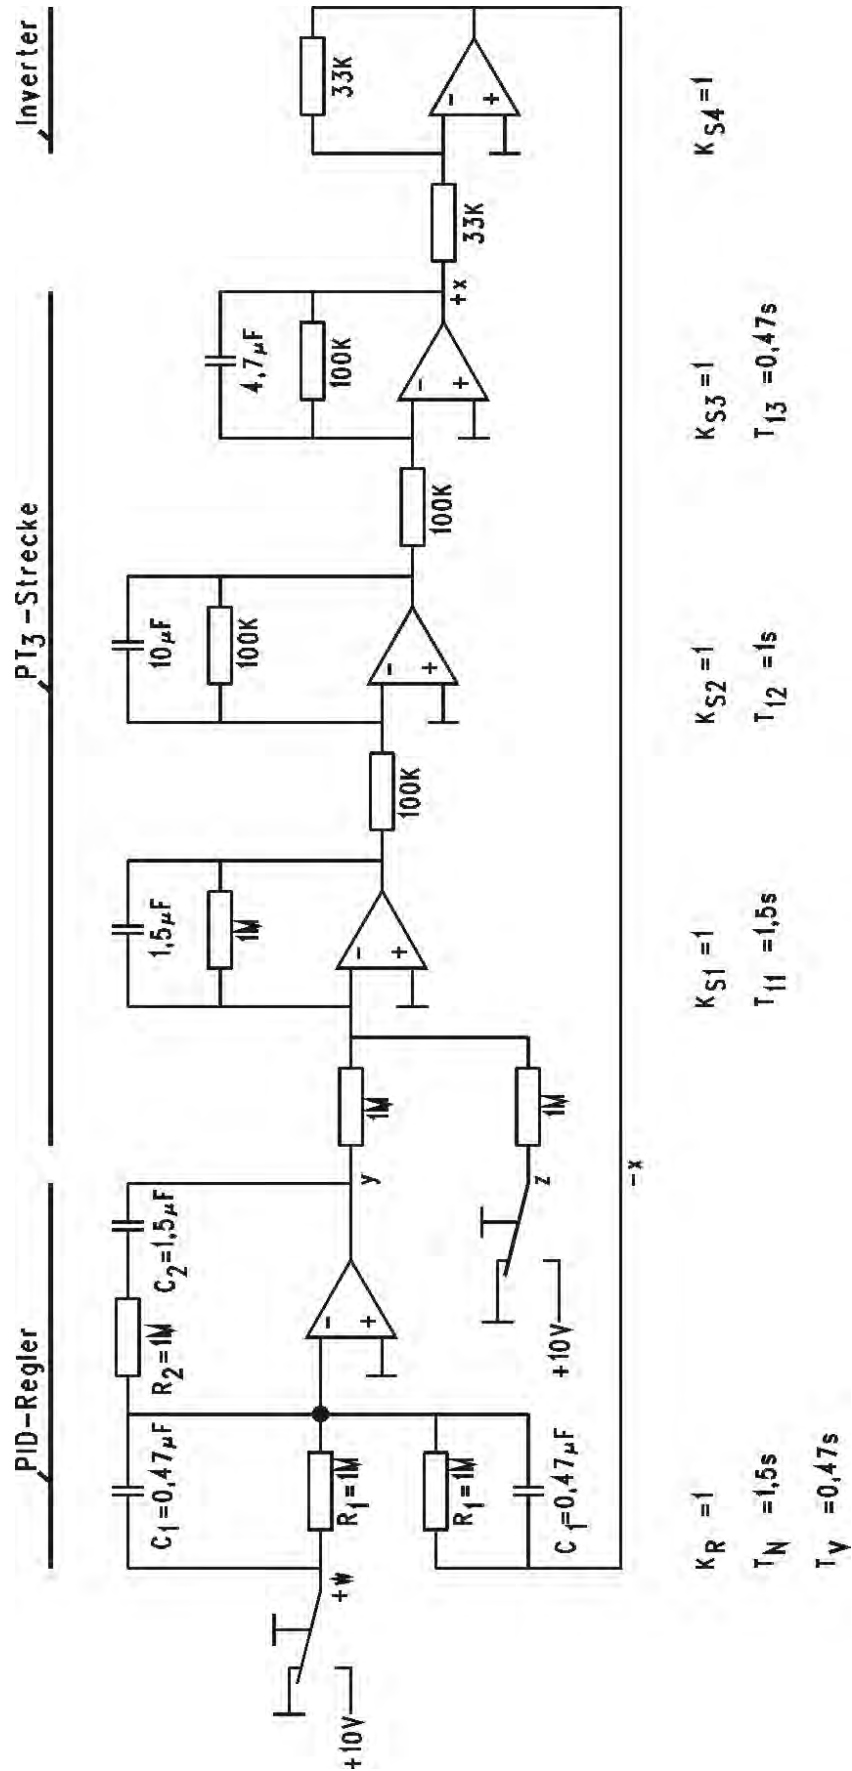 PID-Regler
PT3-Strecke
Inverter
C1=0,47µF
R2=1M
C2=1,5µF
1,5µF
1M
10µF
100K
4,7µF
100K
33K
+10V
+w
R1=1M
-
+
y
1M
-
+
100K
-
+
100K
-
+
+x
33K
-
+
R1=1M
C1=0,47µF
+10V
z
1M
-x
KR=1
TN=1,5s
TV=0,47s
KS1=1
T11=1,5s
KS2=1
T12=1s
KS3=1
T13=0,47s
KS4=1